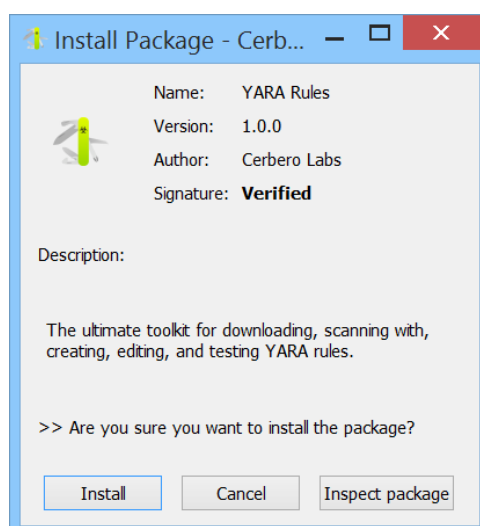 Install Package - Cerb...
Name: YARA Rules
Version: 1.0.0
Author: Cerbero Labs
Signature: Verified
Description:
The ultimate toolkit for downloading, scanning with,
creating, editing, and testing YARA rules.
>> Are you sure you want to install the package?
Install Cancel Inspect package